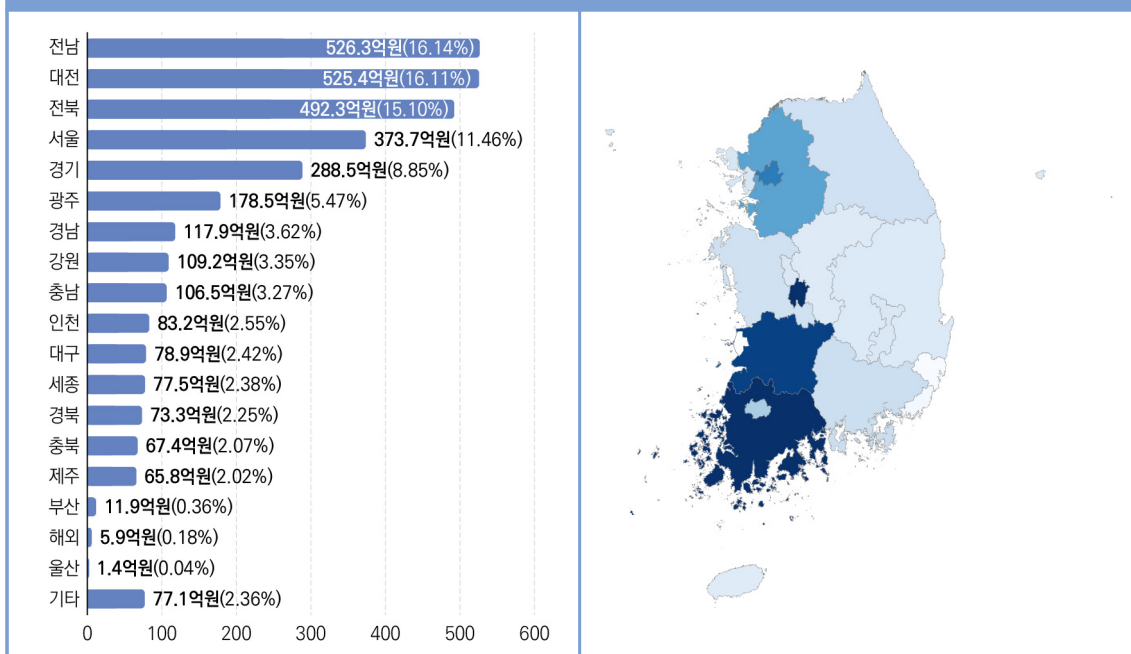 전남 526.3억원(16.14%)
대전 525.4억원(16.11%)
전북 492.3억원(15.10%)
서울 373.7억원(11.46%)
경기 288.5억원(8.85%)
광주 178.5억원(5.47%)
경남 117.9억원(3.62%)
강원 109.2억원(3.35%)
충남 106.5억원(3.27%)
인천 83.2억원(2.55%)
대구 78.9억원(2.42%)
세종 77.5억원(2.38%)
경북 73.3억원(2.25%)
충북 67.4억원(2.07%)
제주 65.8억원(2.02%)
부산 11.9억원(0.36%)
해외 5.9억원(0.18%)
울산 1.4억원(0.04%)
기타 77.1억원(2.36%)
0 100 200 300 400 500 600